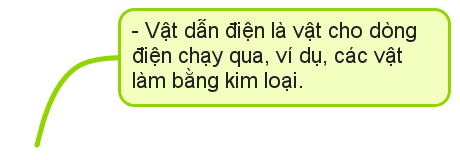 - Vật dẫn điện là vật cho dòng
điện chạy qua, ví dụ, các vật
làm bằng kim loại.